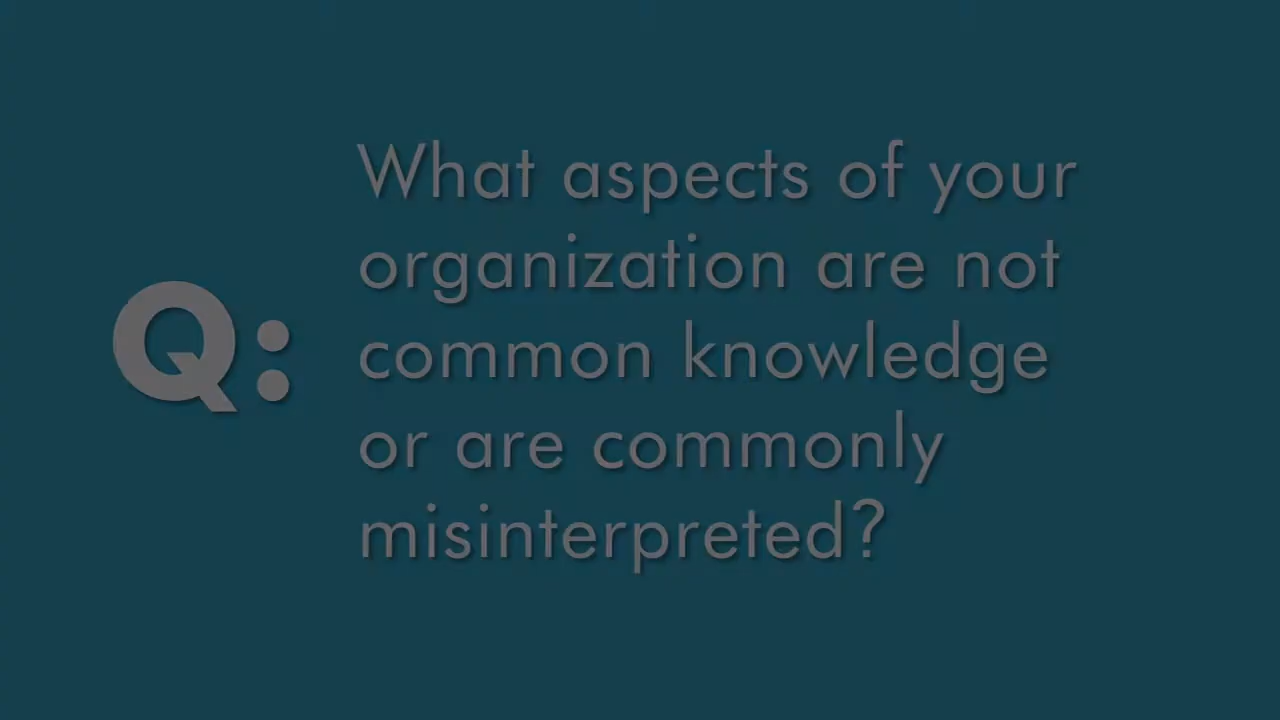 Q:
What aspects of your
organization are not
common knowledge
or are commonly
misinterpreted?